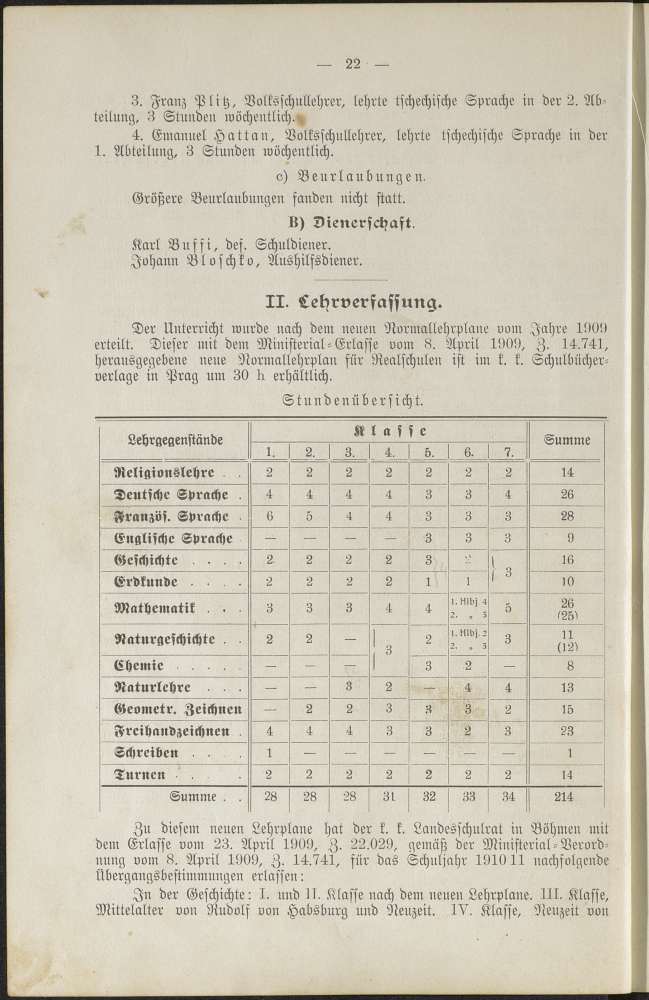 — 22 —
3. Franz Plitz, Volksschullehrer, lehrte tschechische Sprache in der 2. Ab-
teilung, 3 Stunden wöchentlich.
4. Emanuel Hattan, Volksschullehrer, lehrte tschechische Sprache in der
1. Abteilung, 3 Stunden wöchentlich.
c) Beurlaubungen.
Größere Beurlaubungen fanden nicht statt.
B) Dienerschaft.
Karl Bussi, def. Schuldiener.
Johann Bloschko, Aushilfsdiener.
II. Lehrverfassung.
Der Unterricht wurde nach dem neuen Normallehrplane vom Jahre 1909
erteilt. Dieser mit dem Ministerial-Erlasse vom 8. April 1909, Z. 14.741,
herausgegebene neue Normallehrplan für Realschulen ist im k. k. Schulbücher-
verlage in Prag um 30 h erhältlich.
Stundenübersicht.
Lehrgegenstände Klasse Summe
1. 2. 3. 4. 5. 6. 7.
Religionslehre . . 2 2 2 2 2 2 2 14
Deutsche Sprache . 4 4 4 4 3 3 4 26
Französ. Sprache . 6 5 4 4 3 3 3 28
Englische Sprache — — — — 3 3 3 9
Geschichte . . . . 2 2 2 2 3 2 } 3 16
Erdkunde . . . 2 2 2 2 1 1 10
Mathematik . . . 3 3 3 4 4 1. Hlbj. 4 2. „ 3 5 26 (25)
Naturgeschichte . . 2 2 — } 3 2 1. Hlbj. 2 2. „ 3 3 11 (12)
Chemie . . . . . — — — 3 2 — 8
Naturlehre . . . — — 3 2 — 4 4 13
Geometr. Zeichnen — 2 2 3 3 3 2 15
Freihandzeichnen . 4 4 4 3 3 2 3 23
Schreiben . . . . 1 — — — — — — 1
Turnen . . . . 2 2 2 2 2 2 2 14
Summe . . 28 28 28 31 32 33 34 214
Zu diesem neuen Lehrplane hat der k. k. Landesschulrat in Böhmen mit
dem Erlasse vom 23. April 1909, Z. 22.029, gemäß der Ministerial-Verord-
nung vom 8. April 1909, Z. 14.741, für das Schuljahr 1910 11 nachfolgende
Übergangsbestimmungen erlassen:
In der Geschichte: I. und II. Klasse nach dem neuen Lehrplane. III. Klasse,
Mittelalter von Rudolf von Habsburg und Neuzeit. IV. Klasse, Neuzeit von